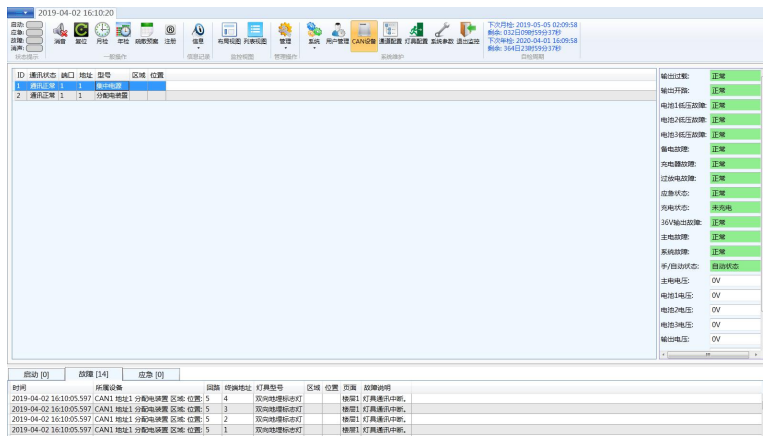 2019-04-02 16:10:20
启动:
应急:
故障:
消声:
状态提示
消音 复位 月检 年检 疏散预案 注册
一般操作
信息
信息记录
布局视图 列表视图
监控视图
管理
管理操作
系统 用户管理 CAN设备 通道配置 灯具配置 系统参数 退出监控
系统维护
下次月检: 2019-05-05 02:09:58
剩余: 032日09时59分37秒
下次年检: 2020-04-01 16:09:58
剩余: 364日23时59分37秒
自检周期
ID 通讯状态 端口 地址 型号 区域 位置
1 通讯正常 1 1 集中电源
2 通讯正常 1 1 分配电装置
输出过载: 正常
输出开路: 正常
电池1低压故障: 正常
电池2低压故障: 正常
电池3低压故障: 正常
备电故障: 正常
充电器故障: 正常
过放电故障: 正常
应急状态: 正常
充电状态: 未充电
36V输出故障: 正常
主电故障: 正常
系统故障: 正常
手/自动状态: 自动状态
主电电压: 0V
电池1电压: 0V
电池2电压: 0V
电池3电压: 0V
输出电压: 0V
启动 [0] 故障 [14] 应急 [0]
时间 所属设备 回路 终端地址 灯具型号 区域 位置 页面 故障说明
2019-04-02 16:10:05.597 CAN1 地址1 分配电装置 区域: 位置: 5 4 双向地埋标志灯 楼层1 灯具通讯中断。
2019-04-02 16:10:05.597 CAN1 地址1 分配电装置 区域: 位置: 5 3 双向地埋标志灯 楼层1 灯具通讯中断。
2019-04-02 16:10:05.597 CAN1 地址1 分配电装置 区域: 位置: 5 2 双向地埋标志灯 楼层1 灯具通讯中断。
2019-04-02 16:10:05.597 CAN1 地址1 分配电装置 区域: 位置: 5 1 双向地埋标志灯 楼层1 灯具通讯中断。